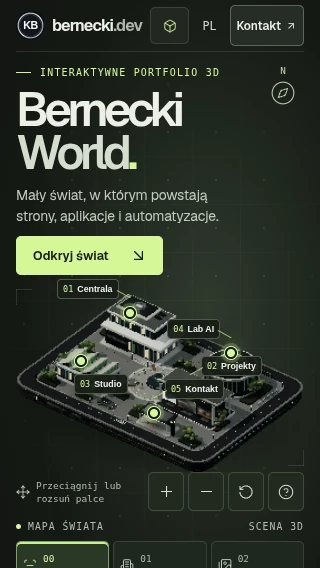 KB bernecki.dev PL Kontakt
INTERAKTYWNE PORTFOLIO 3D
N
Bernecki
World.
Mały świat, w którym powstają
strony, aplikacje i automatyzacje.
Odkryj świat
01 Centrala
04 Lab AI
02 Projekty
03 Studio
05 Kontakt
Przeciągnij lub
rozsuń palce
MAPA ŚWIATA SCENA 3D
00 01 02